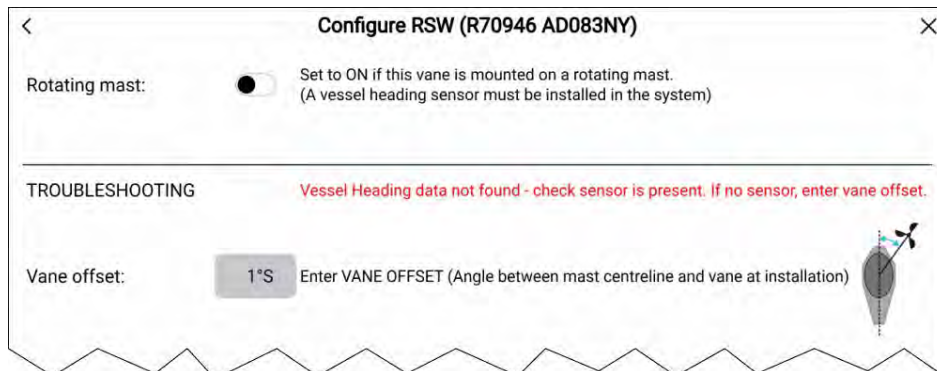 Configure RSW (R70946 AD083NY)
Rotating mast:
Set to ON if this vane is mounted on a rotating mast.
(A vessel heading sensor must be installed in the system)
TROUBLESHOOTING
Vessel Heading data not found - check sensor is present. If no sensor, enter vane offset.
Vane offset:
1°S
Enter VANE OFFSET (Angle between mast centreline and vane at installation)